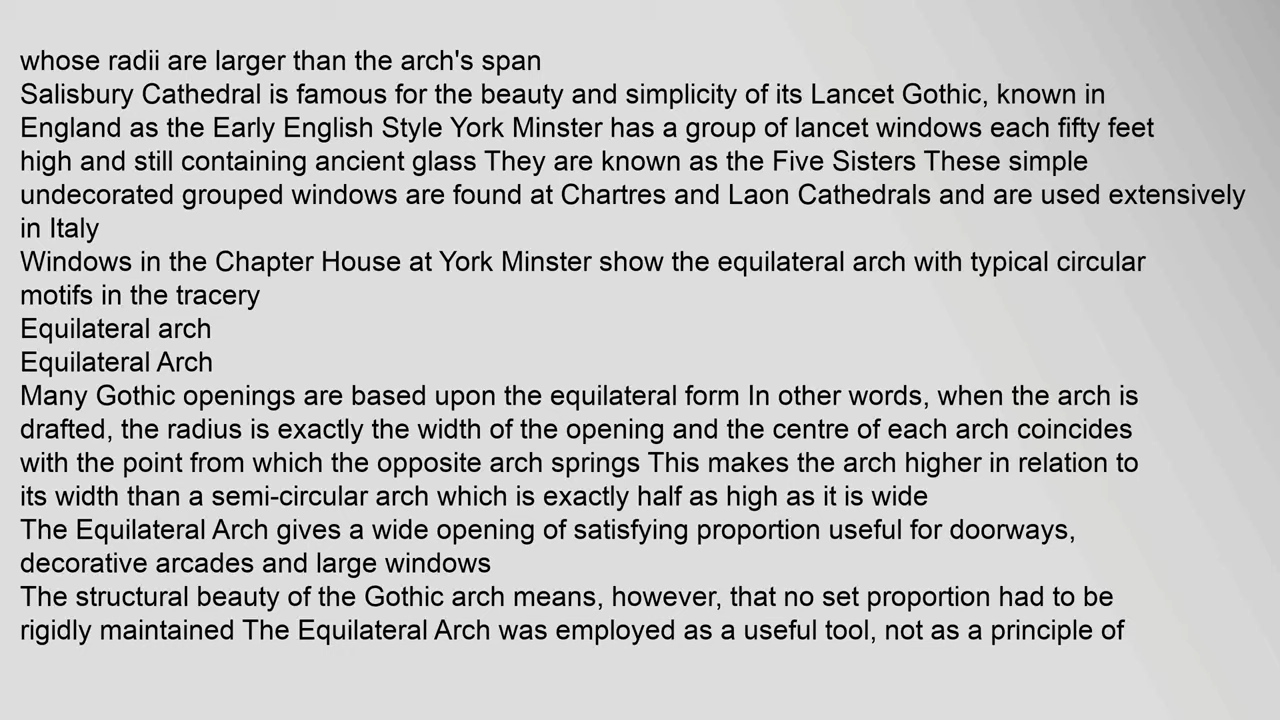 whose radii are larger than the arch's span
Salisbury Cathedral is famous for the beauty and simplicity of its Lancet Gothic, known in
England as the Early English Style York Minster has a group of lancet windows each fifty feet
high and still containing ancient glass They are known as the Five Sisters These simple
undecorated grouped windows are found at Chartres and Laon Cathedrals and are used extensively
in Italy
Windows in the Chapter House at York Minster show the equilateral arch with typical circular
motifs in the tracery
Equilateral arch
Equilateral Arch
Many Gothic openings are based upon the equilateral form In other words, when the arch is
drafted, the radius is exactly the width of the opening and the centre of each arch coincides
with the point from which the opposite arch springs This makes the arch higher in relation to
its width than a semi-circular arch which is exactly half as high as it is wide
The Equilateral Arch gives a wide opening of satisfying proportion useful for doorways,
decorative arcades and large windows
The structural beauty of the Gothic arch means, however, that no set proportion had to be
rigidly maintained The Equilateral Arch was employed as a useful tool, not as a principle of